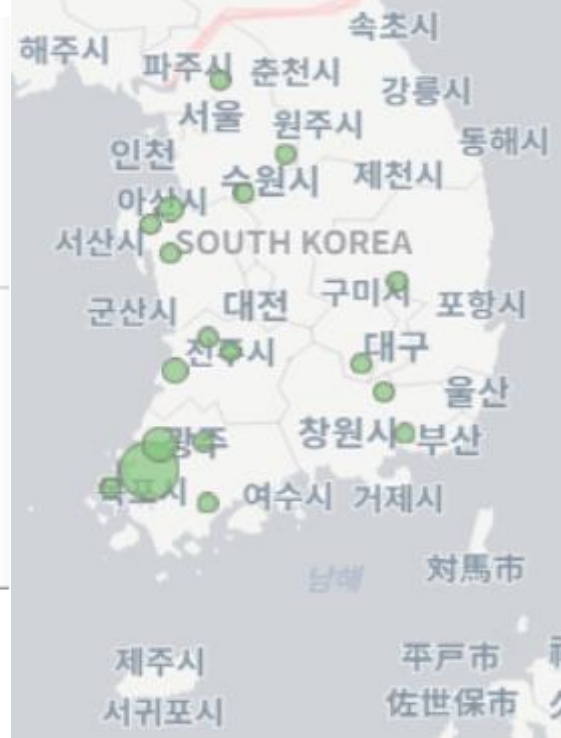 속초시
해주시
파주시 춘천시
강릉시
서울 원주시
동해시
인천
수원시 제천시
아산시
서산시 SOUTH KOREA
구미시
군산시 대전 포항시
전주시 대구
울산
광주 창원시 부산
목포시 여수시 거제시
남해
対馬市
제주시 平戸市
서귀포시 佐世保市